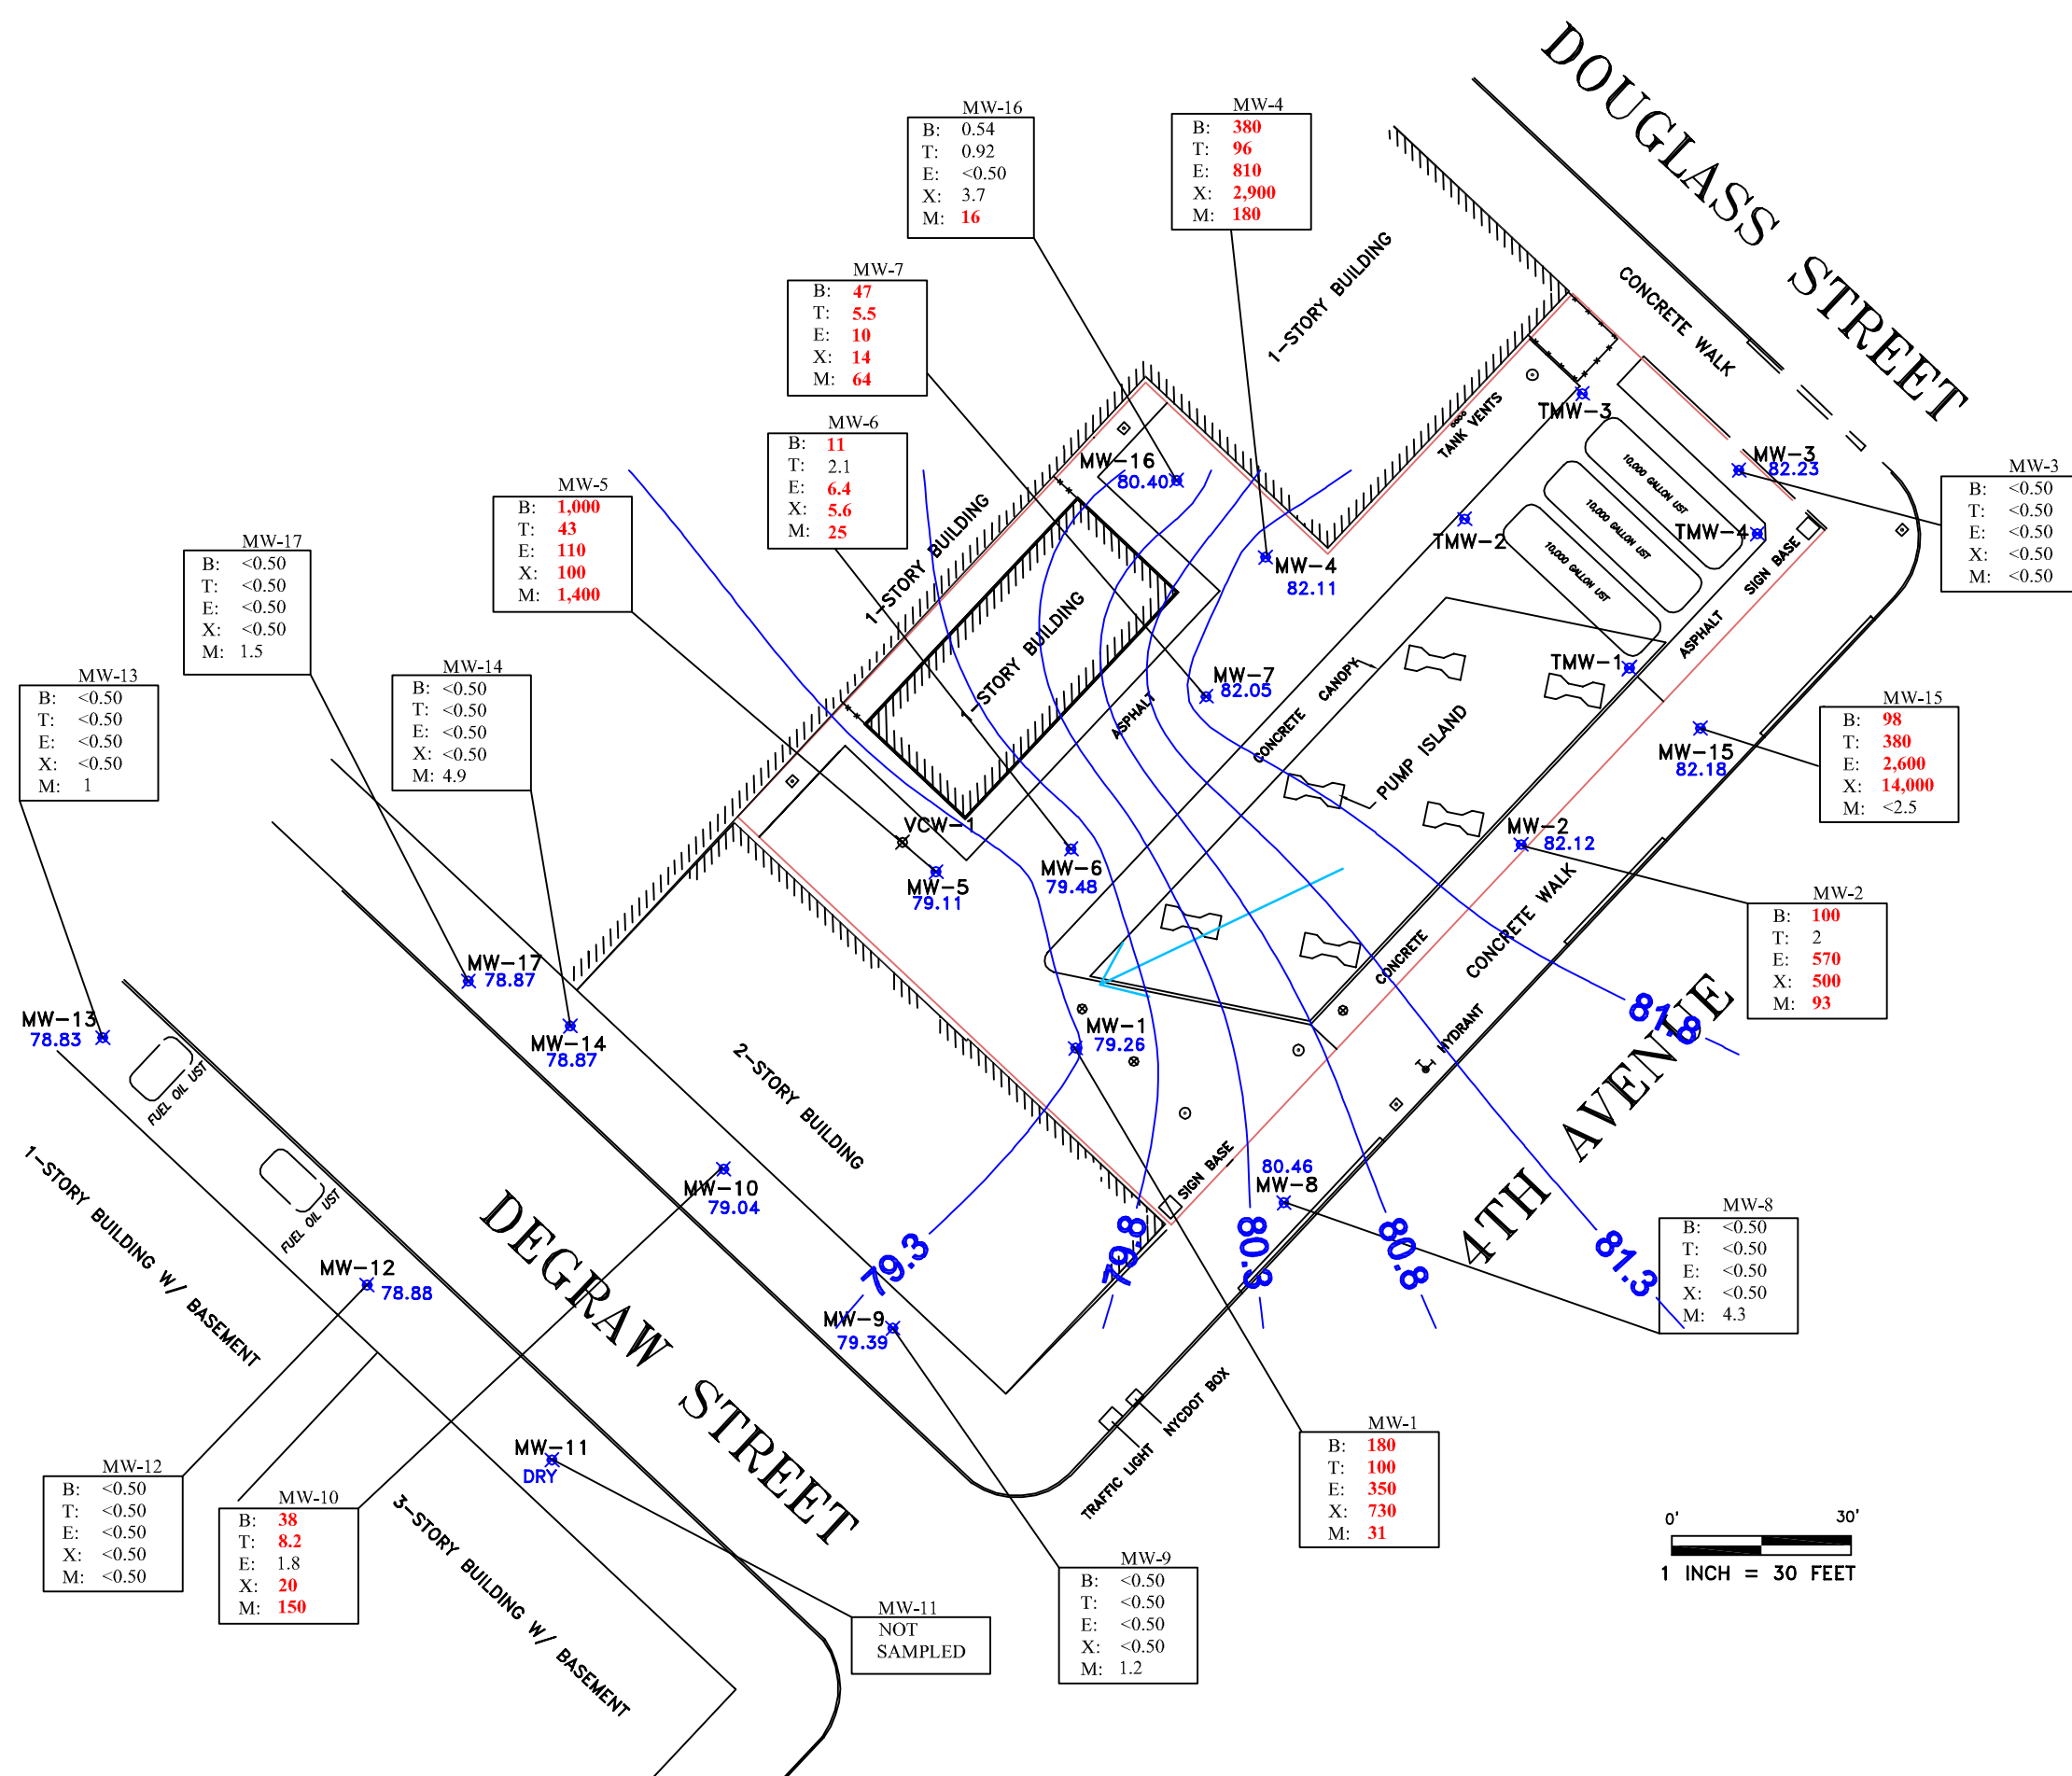 DOUGLASS STREET
MW-16
B: 0.54
T: 0.92
E: <0.50
X: 3.7
M: 16
MW-4
B: 380
T: 96
E: 810
X: 2,900
M: 180
MW-7
B: 47
T: 5.5
E: 10
X: 14
M: 64
MW-6
B: 11
T: 2.1
E: 6.4
X: 5.6
M: 25
MW-5
B: 1,000
T: 43
E: 110
X: 100
M: 1,400
MW-17
B: <0.50
T: <0.50
E: <0.50
X: <0.50
M: 1.5
MW-14
B: <0.50
T: <0.50
E: <0.50
X: <0.50
M: 4.9
MW-13
B: <0.50
T: <0.50
E: <0.50
X: <0.50
M: 1
MW-3
B: <0.50
T: <0.50
E: <0.50
X: <0.50
M: <0.50
MW-15
B: 98
T: 380
E: 2,600
X: 14,000
M: <2.5
MW-2
B: 100
T: 2
E: 570
X: 500
M: 93
MW-8
B: <0.50
T: <0.50
E: <0.50
X: <0.50
M: 4.3
MW-1
B: 180
T: 100
E: 350
X: 730
M: 31
MW-9
B: <0.50
T: <0.50
E: <0.50
X: <0.50
M: 1.2
MW-11
NOT
SAMPLED
MW-10
B: 38
T: 8.2
E: 1.8
X: 20
M: 150
MW-12
B: <0.50
T: <0.50
E: <0.50
X: <0.50
M: <0.50
1-STORY BUILDING
CONCRETE WALK
TANK VENTS
TMW-3
MW-3
82.23
10,000 GALLON UST
10,000 GALLON UST
10,000 GALLON UST
TMW-4
TMW-2
SIGN BASE
ASPHALT
TMW-1
MW-16
80.40
MW-4
82.11
1-STORY BUILDING
1-STORY BUILDING
MW-7
82.05
ASPHALT
CONCRETE
CANOPY
PUMP ISLAND
MW-15
82.18
MW-2
82.12
VCW-1
MW-5
79.11
MW-6
79.48
CONCRETE
CONCRETE WALK
HYDRANT
4TH AVENUE
MW-17
78.87
MW-14
78.87
MW-13
78.83
FUEL OIL UST
FUEL OIL UST
MW-1
79.26
2-STORY BUILDING
MW-10
79.04
SIGN BASE
80.46
MW-8
79.3
79.8
80.3
80.8
81.3
81.8
1-STORY BUILDING W/ BASEMENT
MW-12
78.88
DEGRAW STREET
MW-9
79.39
MW-11
DRY
TRAFFIC LIGHT
NYCDOT BOX
3-STORY BUILDING W/ BASEMENT
0' 30'
1 INCH = 30 FEET